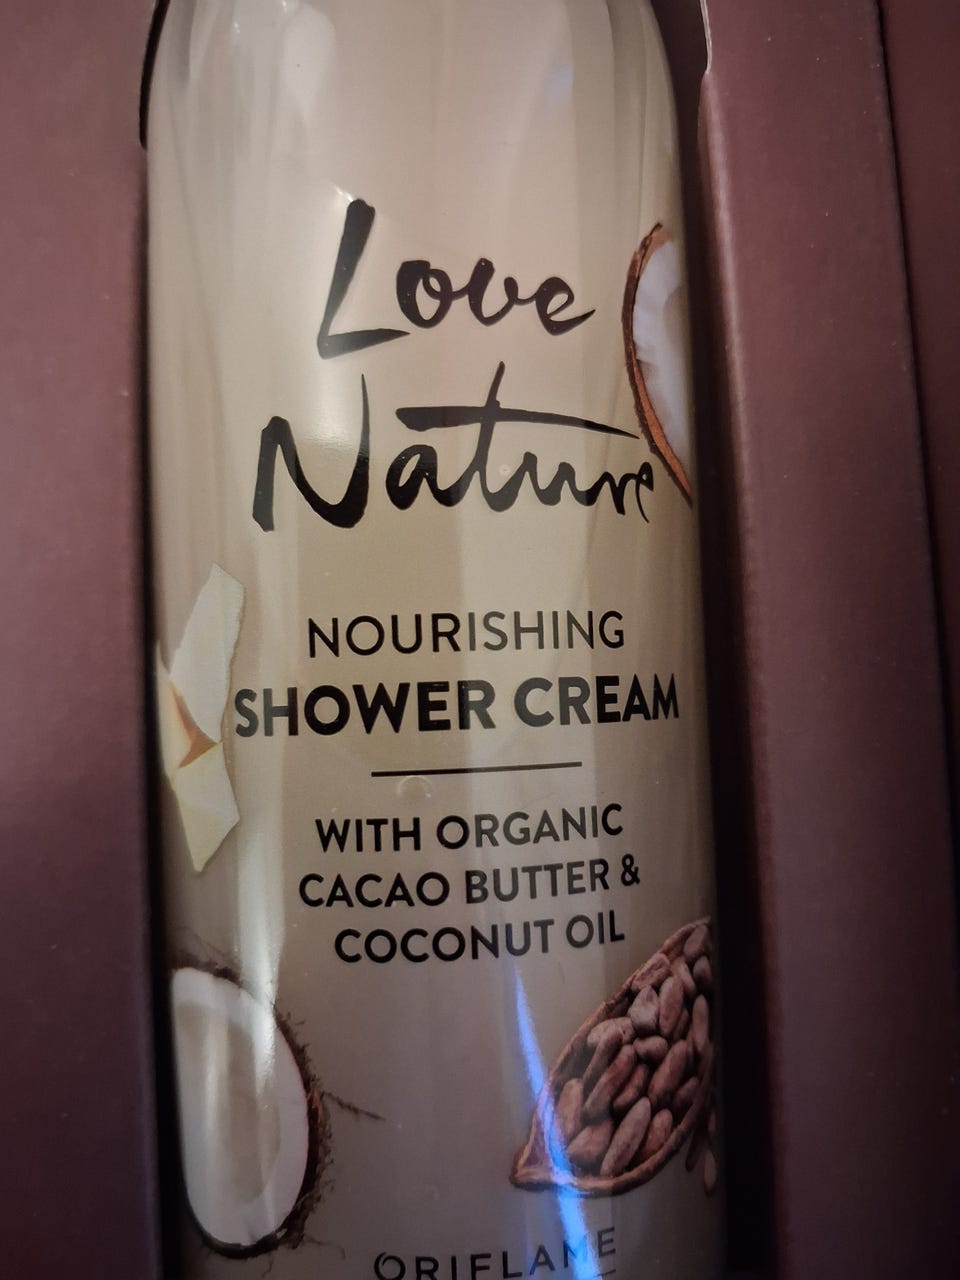 Love
Nature
NOURISHING
SHOWER CREAM
WITH ORGANIC
CACAO BUTTER &
COCONUT OIL
ORIFLAME